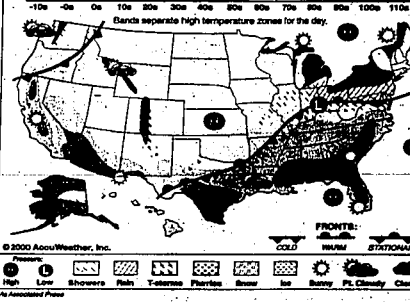 -10s -0s 0s 10s 20s 30s 40s 50s 60s 70s 80s 90s 100s 110s
Bands separate high temperature zones for the day.
H
H
H
L
H
FRONTS:
COLD WARM STATIONARY
© 2000 AccuWeather, Inc.
Pressure:
H L
High Low Showers Rain T-storms Flurries Snow Ice Sunny Pt. Cloudy
Via Associated Press